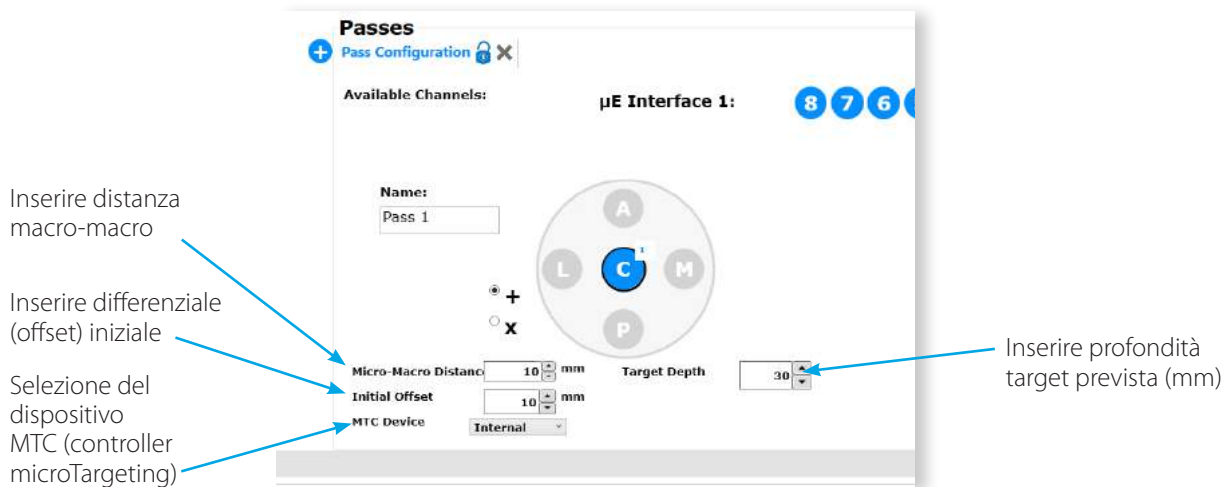 Passes
Pass Configuration
Available Channels:
µE Interface 1:
8 7 6
Name:
Pass 1
A
L C 1 M
P
+
x
Micro-Macro Distance 10 mm
Initial Offset 10 mm
MTC Device Internal
Target Depth 30
Inserire distanza
macro-macro
Inserire differenziale
(offset) iniziale
Selezione del
dispositivo
MTC (controller
microTargeting)
Inserire profondità
target prevista (mm)